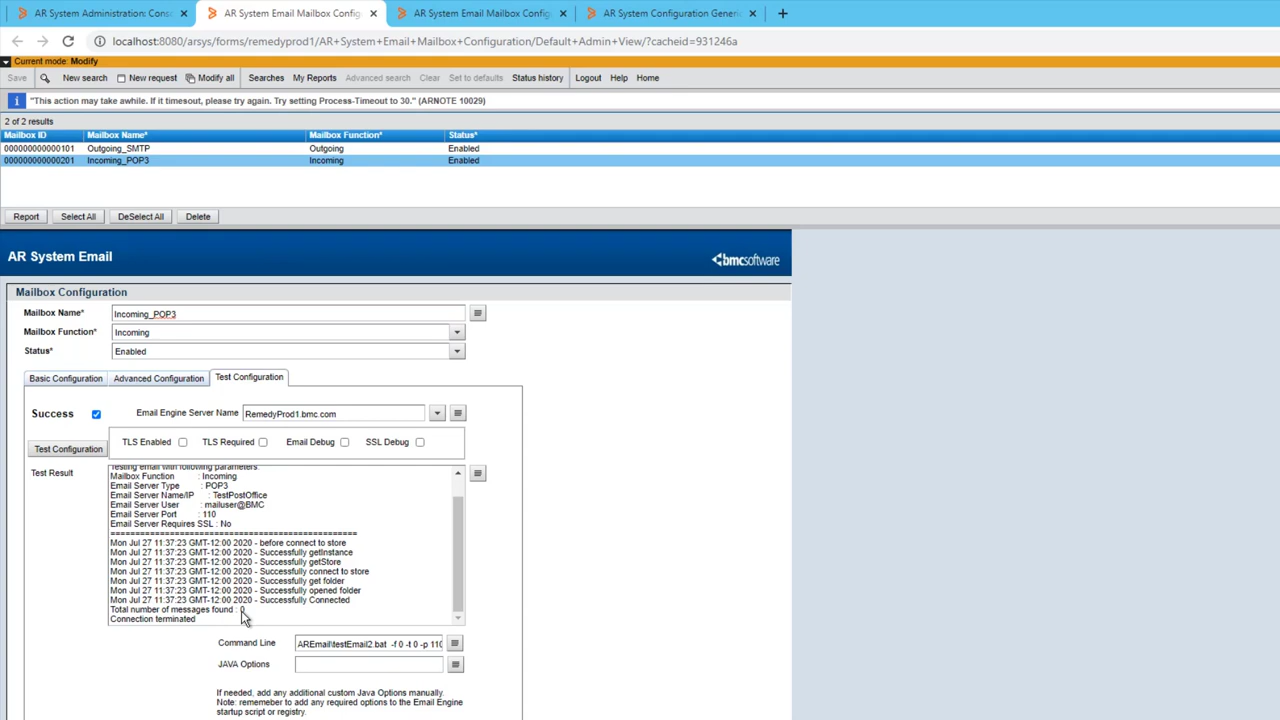 AR System Administration: Cons
AR System Email Mailbox Config
AR System Email Mailbox Config
AR System Configuration Generi
localhost:8080/arsys/forms/remedyprod1/AR+System+Email+Mailbox+Configuration/Default+Admin+View/?cacheid=931246a
Current mode: Modify
Save New search New request Modify all Searches My Reports Advanced search Clear Set to defaults Status history Logout Help Home
"This action may take awhile. If it timesout, please try again. Try setting Process-Timeout to 30." (ARNOTE 10029)
2 of 2 results
Mailbox ID Mailbox Name* Mailbox Function* Status*
000000000000101 Outgoing_SMTP Outgoing Enabled
000000000000201 Incoming_POP3 Incoming Enabled
Report Select All DeSelect All Delete
AR System Email
bmcsoftware
Mailbox Configuration
Mailbox Name* Incoming_POP3
Mailbox Function* Incoming
Status* Enabled
Basic Configuration Advanced Configuration Test Configuration
Success Email Engine Server Name RemedyProd1.bmc.com
Test Configuration TLS Enabled TLS Required Email Debug SSL Debug
Test Result
Testing email with following parameters:
Mailbox Function : Incoming
Email Server Type : POP3
Email Server Name/IP : TestPostOffice
Email Server User : mailuser@BMC
Email Server Port : 110
Email Server Requires SSL : No
==================================================
Mon Jul 27 11:37:23 GMT-12:00 2020 - before connect to store
Mon Jul 27 11:37:23 GMT-12:00 2020 - Successfully getInstance
Mon Jul 27 11:37:23 GMT-12:00 2020 - Successfully getStore
Mon Jul 27 11:37:23 GMT-12:00 2020 - Successfully connect to store
Mon Jul 27 11:37:23 GMT-12:00 2020 - Successfully get folder
Mon Jul 27 11:37:23 GMT-12:00 2020 - Successfully opened folder
Mon Jul 27 11:37:23 GMT-12:00 2020 - Successfully Connected
Total number of messages found : 0
Connection terminated
Command Line AREmail\testEmail2.bat -f 0 -t 0 -p 110
JAVA Options
If needed, add any additional custom Java Options manually.
Note: rememeber to add any required options to the Email Engine
startup script or registry.